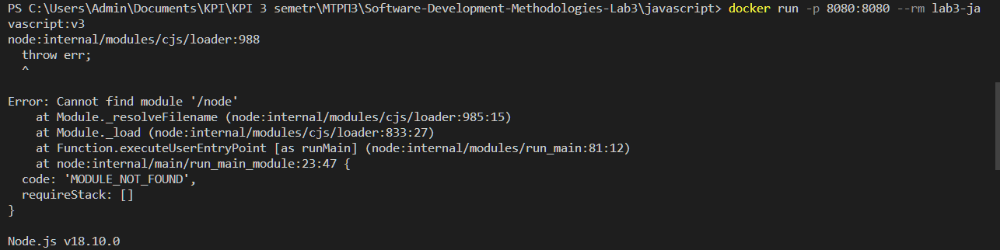 PS C:\Users\Admin\Documents\KPI\KPI 3 semetr\МТРПЗ\Software-Development-Methodologies-Lab3\javascript> docker run -p 8080:8080 --rm lab3-ja
vascript:v3
node:internal/modules/cjs/loader:988
  throw err;
  ^
Error: Cannot find module '/node'
    at Module._resolveFilename (node:internal/modules/cjs/loader:985:15)
    at Module._load (node:internal/modules/cjs/loader:833:27)
    at Function.executeUserEntryPoint [as runMain] (node:internal/modules/run_main:81:12)
    at node:internal/main/run_main_module:23:47 {
  code: 'MODULE_NOT_FOUND',
  requireStack: []
}
Node.js v18.10.0